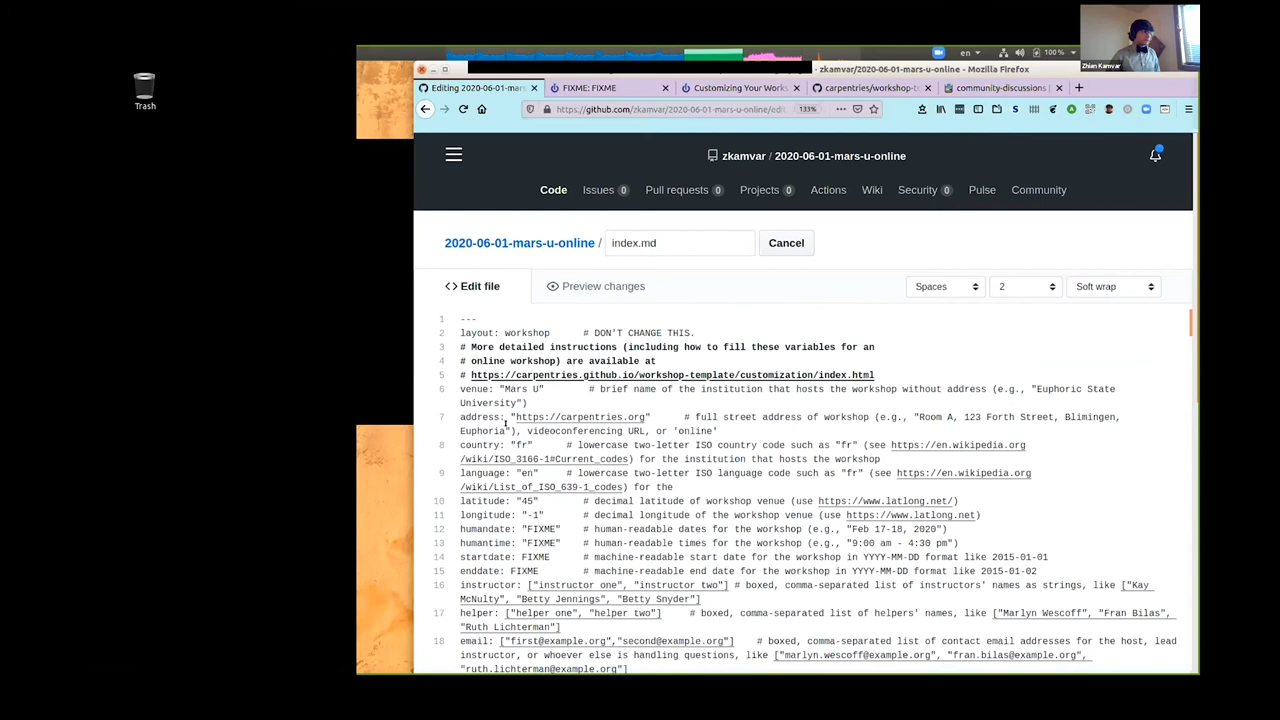 Trash
en
100 %
Zhian Kamvar
zkamvar/2020-06-01-mars-u-online - Mozilla Firefox
Editing 2020-06-01-mars-
FIXME: FIXME
Customizing Your Works
carpentries/workshop-te
community-discussions
https://github.com/zkamvar/2020-06-01-mars-u-online/edi
133%
zkamvar / 2020-06-01-mars-u-online
Code Issues 0 Pull requests 0 Projects 0 Actions Wiki Security 0 Pulse Community
2020-06-01-mars-u-online / index.md Cancel
<> Edit file Preview changes Spaces 2 Soft wrap
1 ---
2 layout: workshop # DON'T CHANGE THIS.
3 # More detailed instructions (including how to fill these variables for an
4 # online workshop) are available at
5 # https://carpentries.github.io/workshop-template/customization/index.html
6 venue: "Mars U" # brief name of the institution that hosts the workshop without address (e.g., "Euphoric State
University")
7 address: "https://carpentries.org" # full street address of workshop (e.g., "Room A, 123 Forth Street, Blimingen,
Euphoria"), videoconferencing URL, or 'online'
8 country: "fr" # lowercase two-letter ISO country code such as "fr" (see https://en.wikipedia.org
/wiki/ISO_3166-1#Current_codes) for the institution that hosts the workshop
9 language: "en" # lowercase two-letter ISO language code such as "fr" (see https://en.wikipedia.org
/wiki/List_of_ISO_639-1_codes) for the
10 latitude: "45" # decimal latitude of workshop venue (use https://www.latlong.net/)
11 longitude: "-1" # decimal longitude of the workshop venue (use https://www.latlong.net)
12 humandate: "FIXME" # human-readable dates for the workshop (e.g., "Feb 17-18, 2020")
13 humantime: "FIXME" # human-readable times for the workshop (e.g., "9:00 am - 4:30 pm")
14 startdate: FIXME # machine-readable start date for the workshop in YYYY-MM-DD format like 2015-01-01
15 enddate: FIXME # machine-readable end date for the workshop in YYYY-MM-DD format like 2015-01-02
16 instructor: ["instructor one", "instructor two"] # boxed, comma-separated list of instructors' names as strings, like ["Kay
McNulty", "Betty Jennings", "Betty Snyder"]
17 helper: ["helper one", "helper two"] # boxed, comma-separated list of helpers' names, like ["Marlyn Wescoff", "Fran Bilas",
"Ruth Lichterman"]
18 email: ["first@example.org","second@example.org"] # boxed, comma-separated list of contact email addresses for the host, lead
instructor, or whoever else is handling questions, like ["marlyn.wescoff@example.org", "fran.bilas@example.org",
"ruth.lichterman@example.org"]